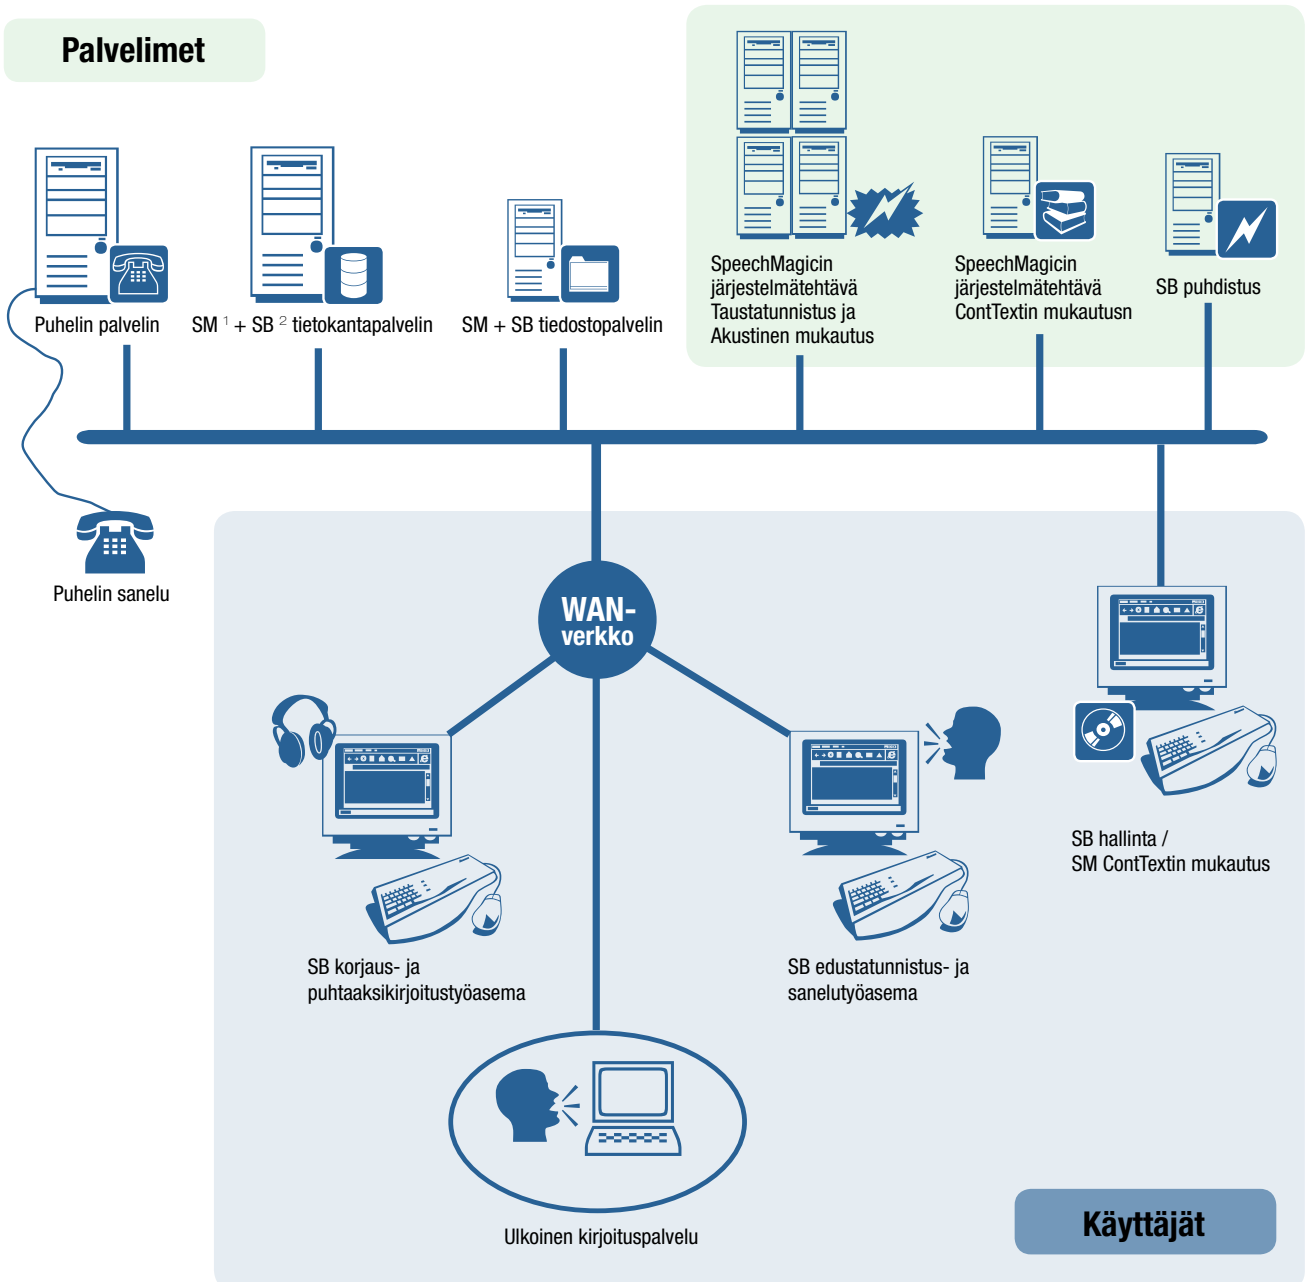 Palvelimet
Puhelin palvelin
SM ¹ + SB ² tietokantapalvelin
SM + SB tiedostopalvelin
SpeechMagicin
järjestelmätehtävä
Taustatunnistus ja
Akustinen mukautus
SpeechMagicin
järjestelmätehtävä
ContTextin mukautusn
SB puhdistus
Puhelin sanelu
WAN-
verkko
SB hallinta /
SM ContTextin mukautus
SB korjaus- ja
puhtaaksikirjoitustyöasema
SB edustatunnistus- ja
sanelutyöasema
Ulkoinen kirjoituspalvelu
Käyttäjät